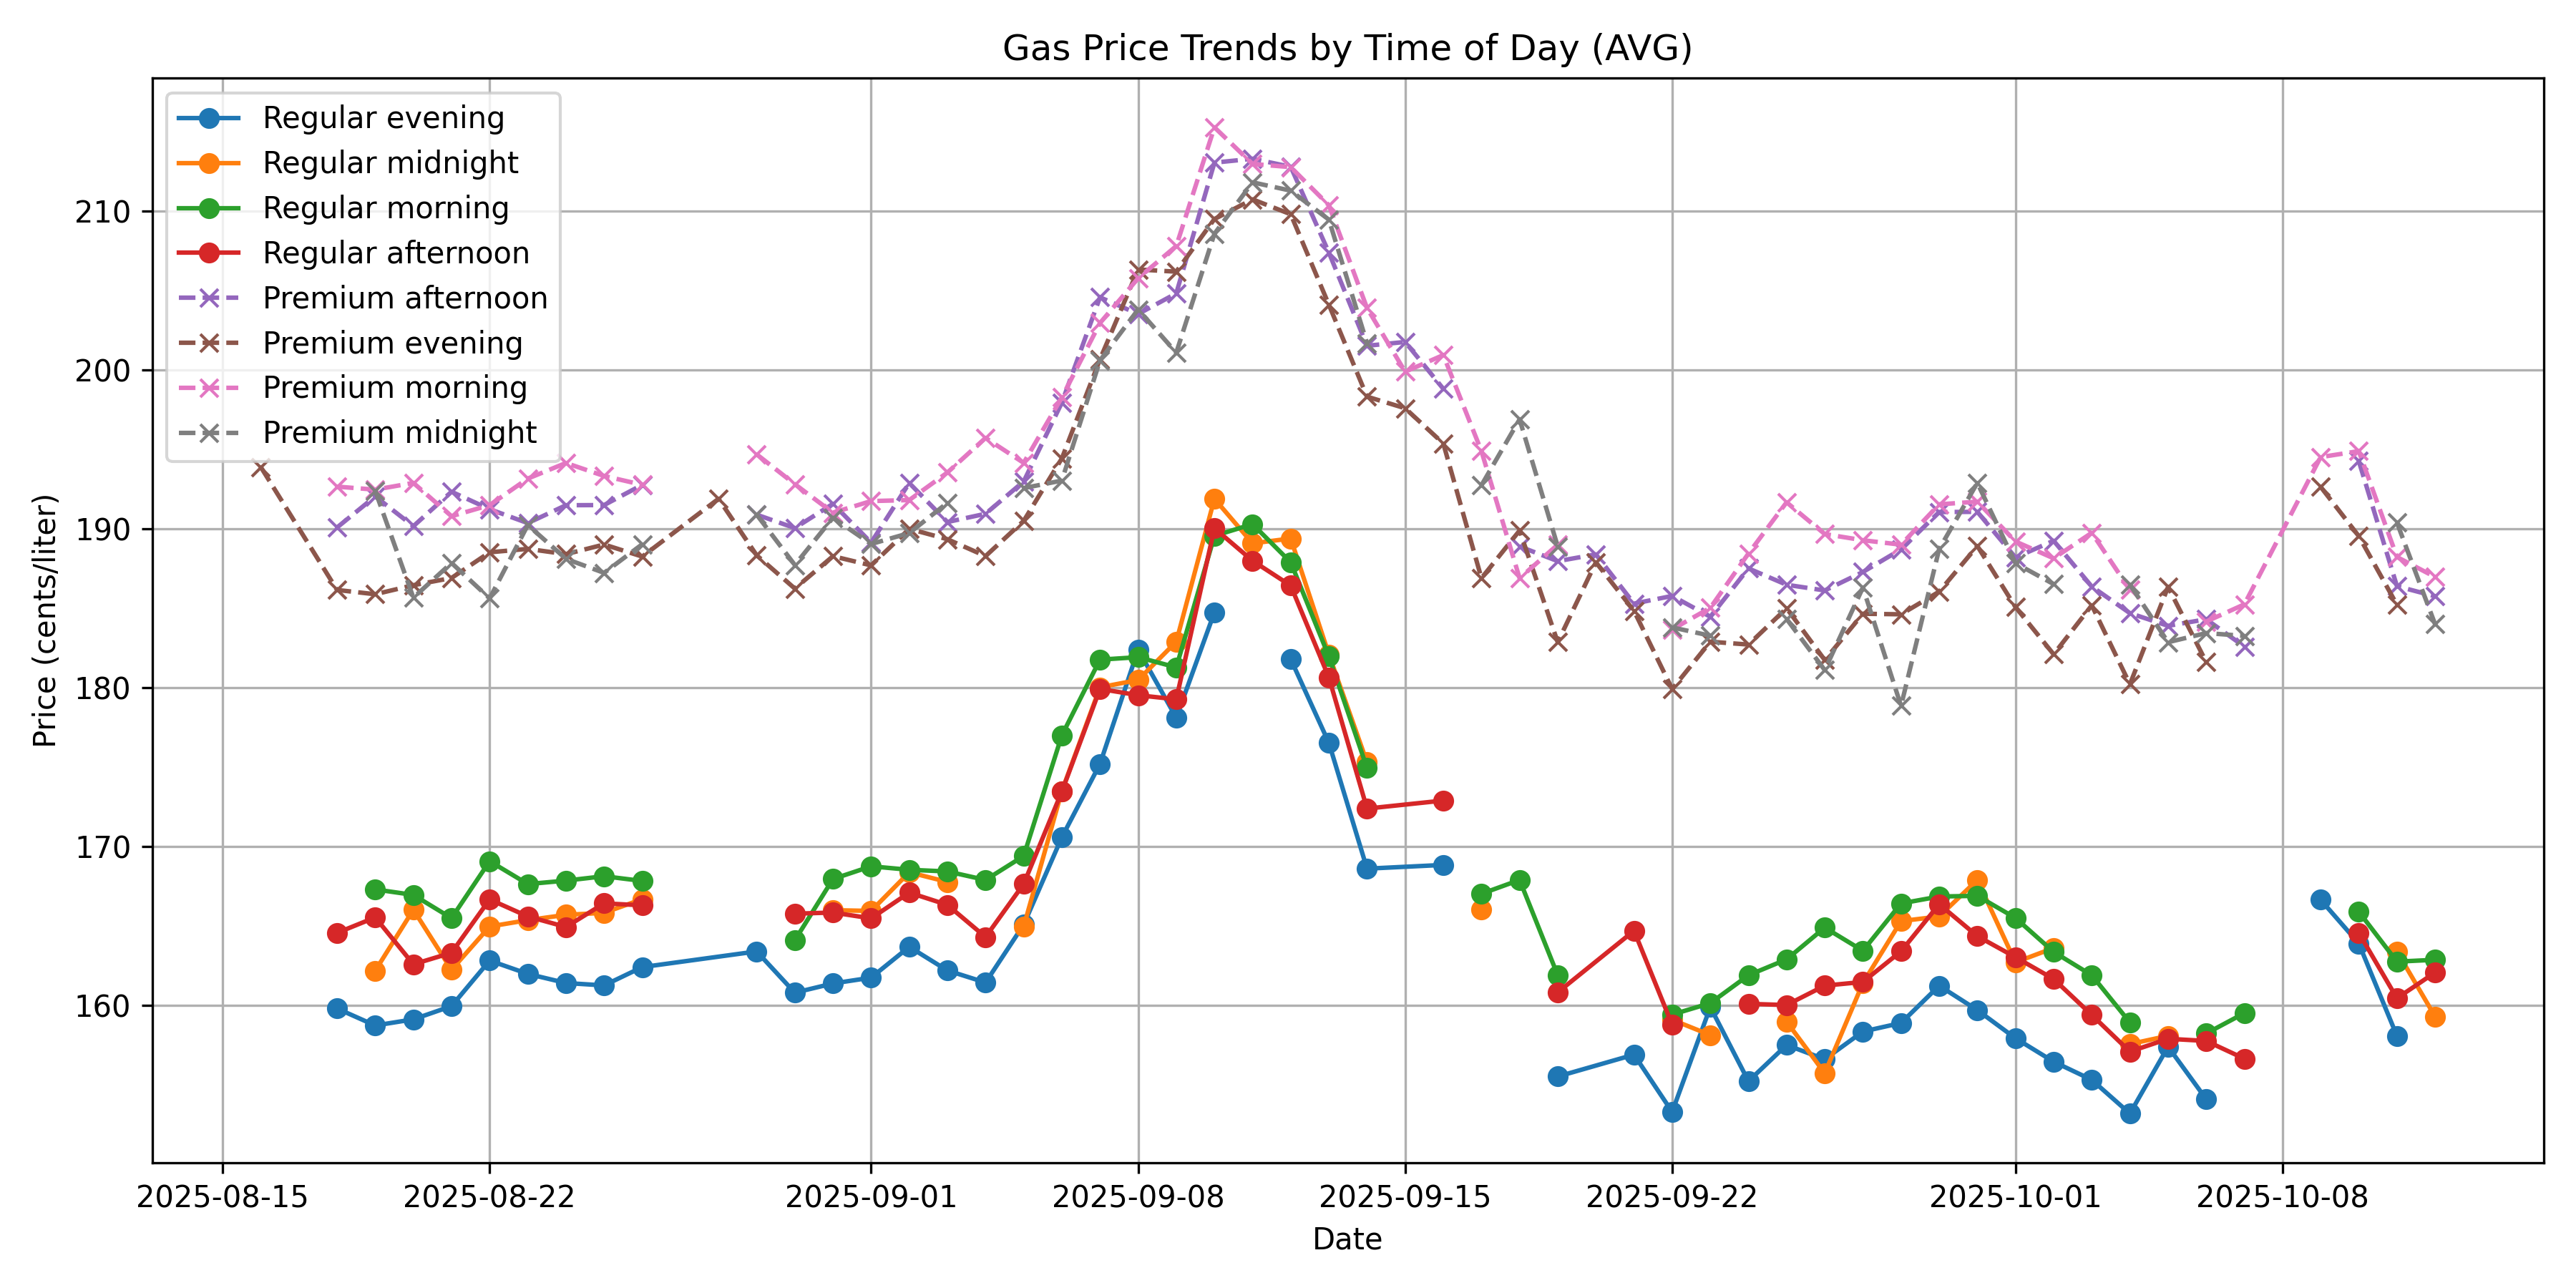 Gas Price Trends by Time of Day (AVG)
Regular evening
Regular midnight
Regular morning
Regular afternoon
Premium afternoon
Premium evening
Premium morning
Premium midnight
Price (cents/liter)
210
200
190
180
170
160
2025-08-15 2025-08-22 2025-09-01 2025-09-08 2025-09-15 2025-09-22 2025-10-01 2025-10-08
Date